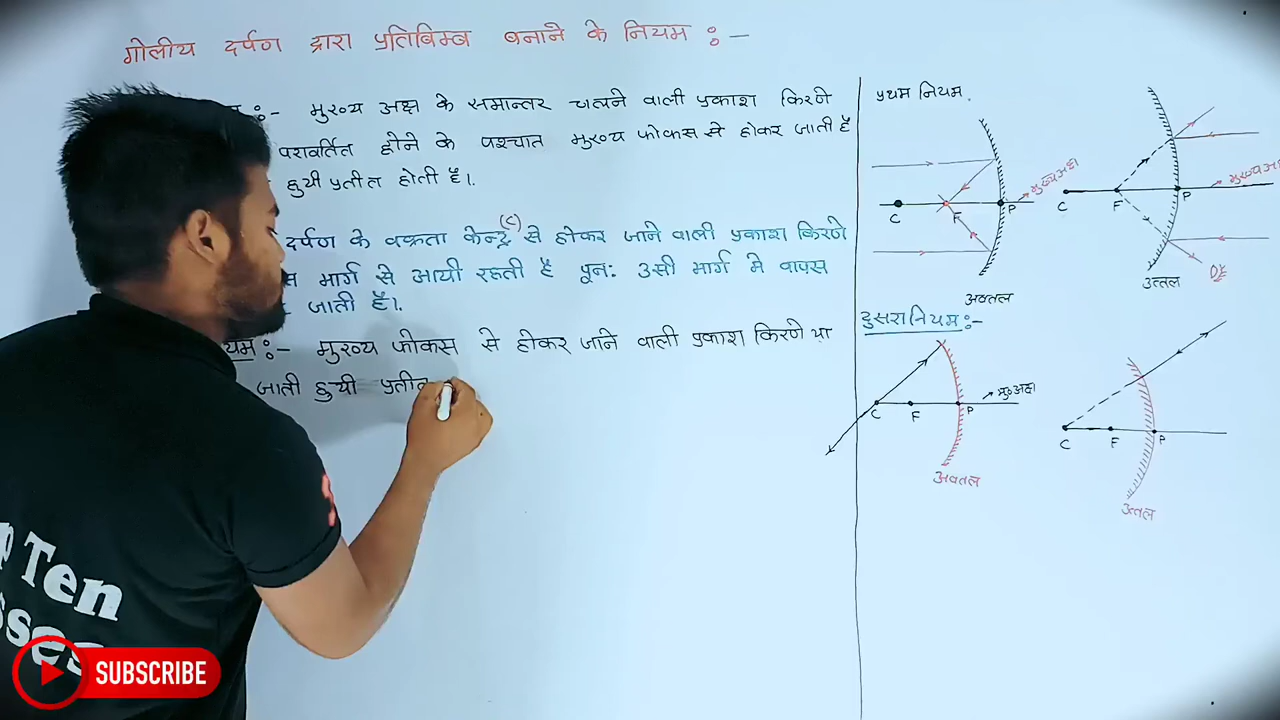 गोलीय दर्पण द्वारा प्रतिबिम्ब बनाने के नियम :-
:- मुख्य अक्ष के समान्तर चलने वाली प्रकाश किरणे
परावर्तित होने के पश्चात मुख्य फोकस से होकर जाती है
हुयी प्रतीत होती है।.
दर्पण के वक्रता केन्द्र (C) से होकर जाने वाली प्रकाश किरणे
मार्ग से आयी रहती है पून: उसी मार्ग मे वापस
जाती है।.
यम :- मुख्य फोकस से होकर जाने वाली प्रकाश किरणे या
जाती हुयी प्रतीत
प्रथम नियम.
C F P मुख्य अक्ष
अवतल
C F P मुख्य अक्ष
उत्तल
दुसरा नियम :-
C F P मु० अक्ष
अवतल
C F P
उत्तल
Ten
SUBSCRIBE